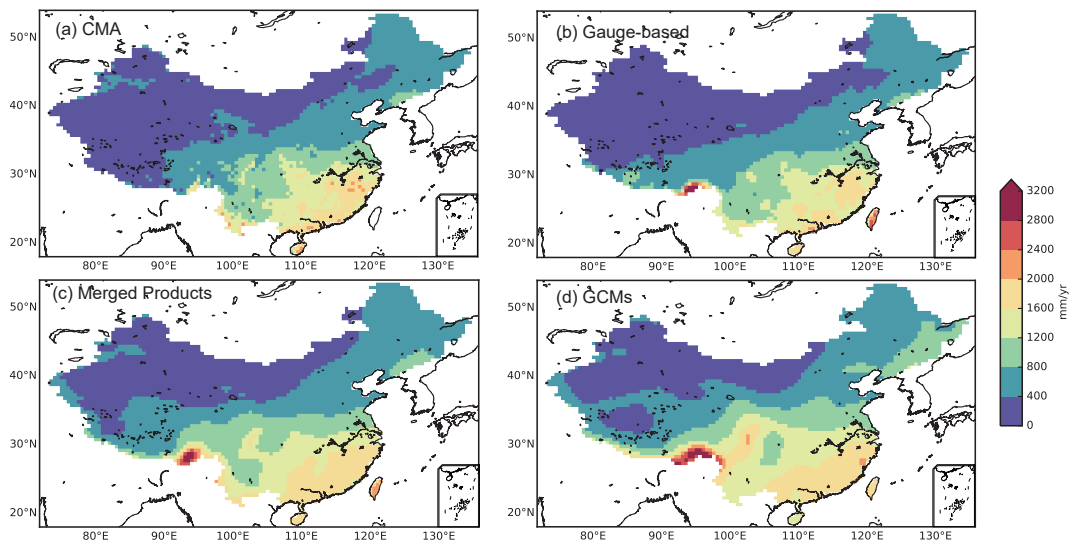 (a) CMA
(b) Gauge-based
50°N
40°N
30°N
20°N
50°N
40°N
30°N
20°N
80°E 90°E 100°E 110°E 120°E 130°E
80°E 90°E 100°E 110°E 120°E 130°E
(c) Merged Products
(d) GCMs
50°N
40°N
30°N
20°N
50°N
40°N
30°N
20°N
80°E 90°E 100°E 110°E 120°E 130°E
80°E 90°E 100°E 110°E 120°E 130°E
3200
2800
2400
2000
1600
1200
800
400
0
mm/yr